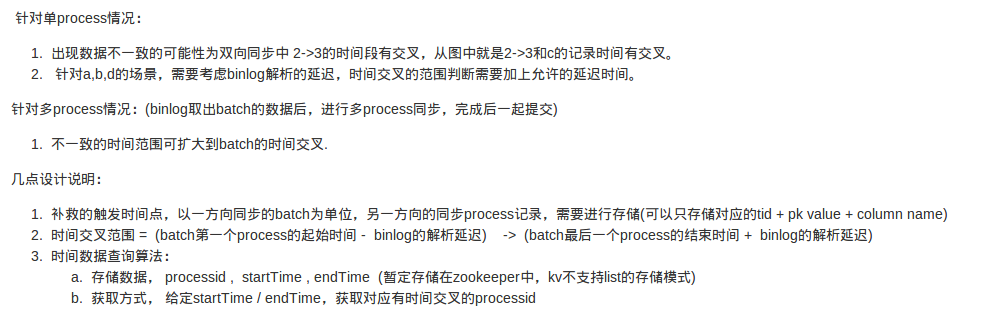 针对单process情况：
1. 出现数据不一致的可能性为双向同步中 2->3的时间段有交叉，从图中就是2->3和c的记录时间有交叉。
2. 针对a,b,d的场景，需要考虑binlog解析的延迟，时间交叉的范围判断需要加上允许的延迟时间。
针对多process情况：(binlog取出batch的数据后，进行多process同步，完成后一起提交)
1. 不一致的时间范围可扩大到batch的时间交叉.
几点设计说明：
1. 补救的触发时间点，以一方向同步的batch为单位，另一方向的同步process记录，需要进行存储(可以只存储对应的tid + pk value + column name)
2. 时间交叉范围 = (batch第一个process的起始时间 - binlog的解析延迟) -> (batch最后一个process的结束时间 + binlog的解析延迟)
3. 时间数据查询算法：
a. 存储数据， processid , startTime , endTime (暂定存储在zookeeper中，kv不支持list的存储模式)
b. 获取方式， 给定startTime / endTime，获取对应有时间交叉的processid